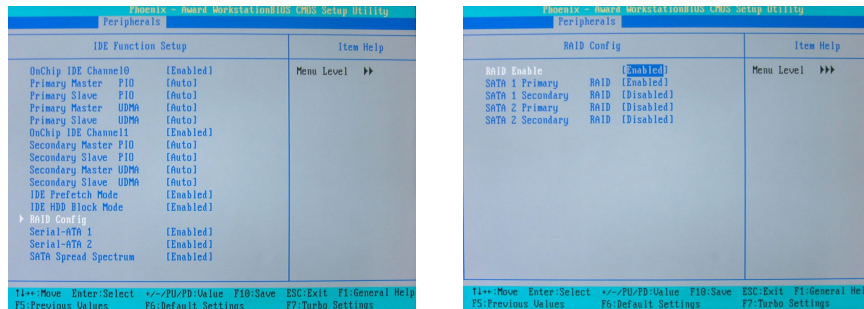 Phoenix - Award WorkstationBIOS CMOS Setup Utility
Peripherals
IDE Function Setup
Item Help
OnChip IDE Channel0 [Enabled]
Menu Level ▸▸
Primary Master PIO [Auto]
Primary Slave PIO [Auto]
Primary Master UDMA [Auto]
Primary Slave UDMA [Auto]
OnChip IDE Channel1 [Enabled]
Secondary Master PIO [Auto]
Secondary Slave PIO [Auto]
Secondary Master UDMA [Auto]
Secondary Slave UDMA [Auto]
IDE Prefetch Mode [Enabled]
IDE HDD Block Mode [Enabled]
▸ RAID Config
Serial-ATA 1 [Enabled]
Serial-ATA 2 [Enabled]
SATA Spread Spectrum [Enabled]
↑↓→←:Move Enter:Select +/-/PU/PD:Value F10:Save ESC:Exit F1:General Help
F5:Previous Values F6:Default Settings F7:Turbo Settings
Phoenix - Award WorkstationBIOS CMOS Setup Utility
Peripherals
RAID Config
Item Help
RAID Enable [Enabled]
Menu Level ▸▸▸
SATA 1 Primary RAID [Enabled]
SATA 1 Secondary RAID [Disabled]
SATA 2 Primary RAID [Disabled]
SATA 2 Secondary RAID [Disabled]
↑↓→←:Move Enter:Select +/-/PU/PD:Value F10:Save ESC:Exit F1:General Hel
F5:Previous Values F6:Default Settings F7:Turbo Settings